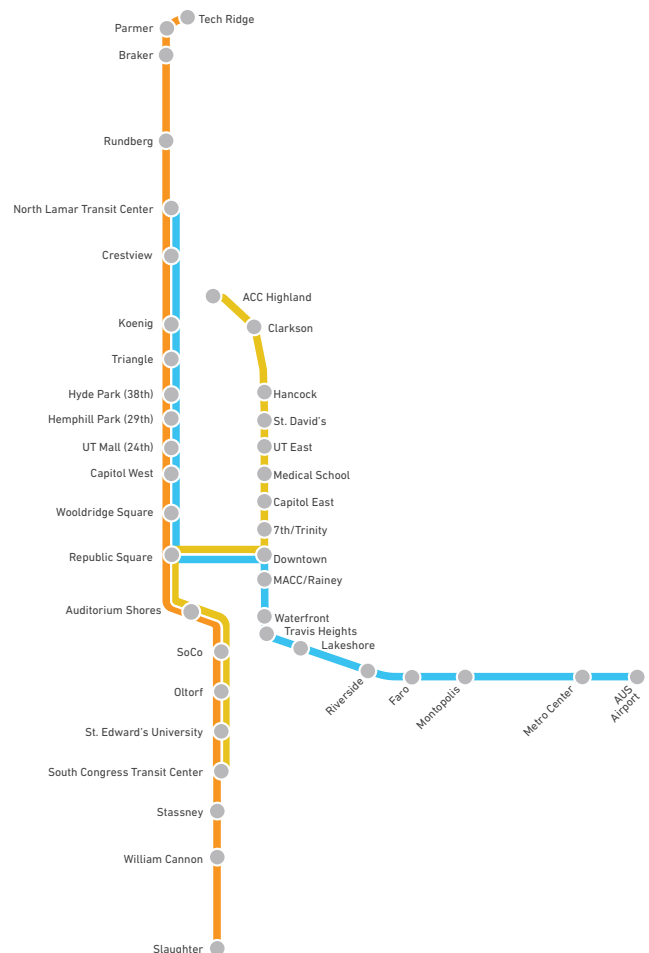 Tech Ridge
Parmer
Braker
Rundberg
North Lamar Transit Center
Crestview
ACC Highland
Koenig
Clarkson
Triangle
Hyde Park (38th)
Hancock
Hemphill Park (29th)
St. David's
UT Mall (24th)
UT East
Capitol West
Medical School
Capitol East
Wooldridge Square
7th/Trinity
Republic Square
Downtown
MACC/Rainey
Auditorium Shores
Waterfront
Travis Heights
Lakeshore
SoCo
Riverside
Faro
Montopolis
Metro Center
AUS
Airport
Oltorf
St. Edward's University
South Congress Transit Center
Stassney
William Cannon
Slaughter